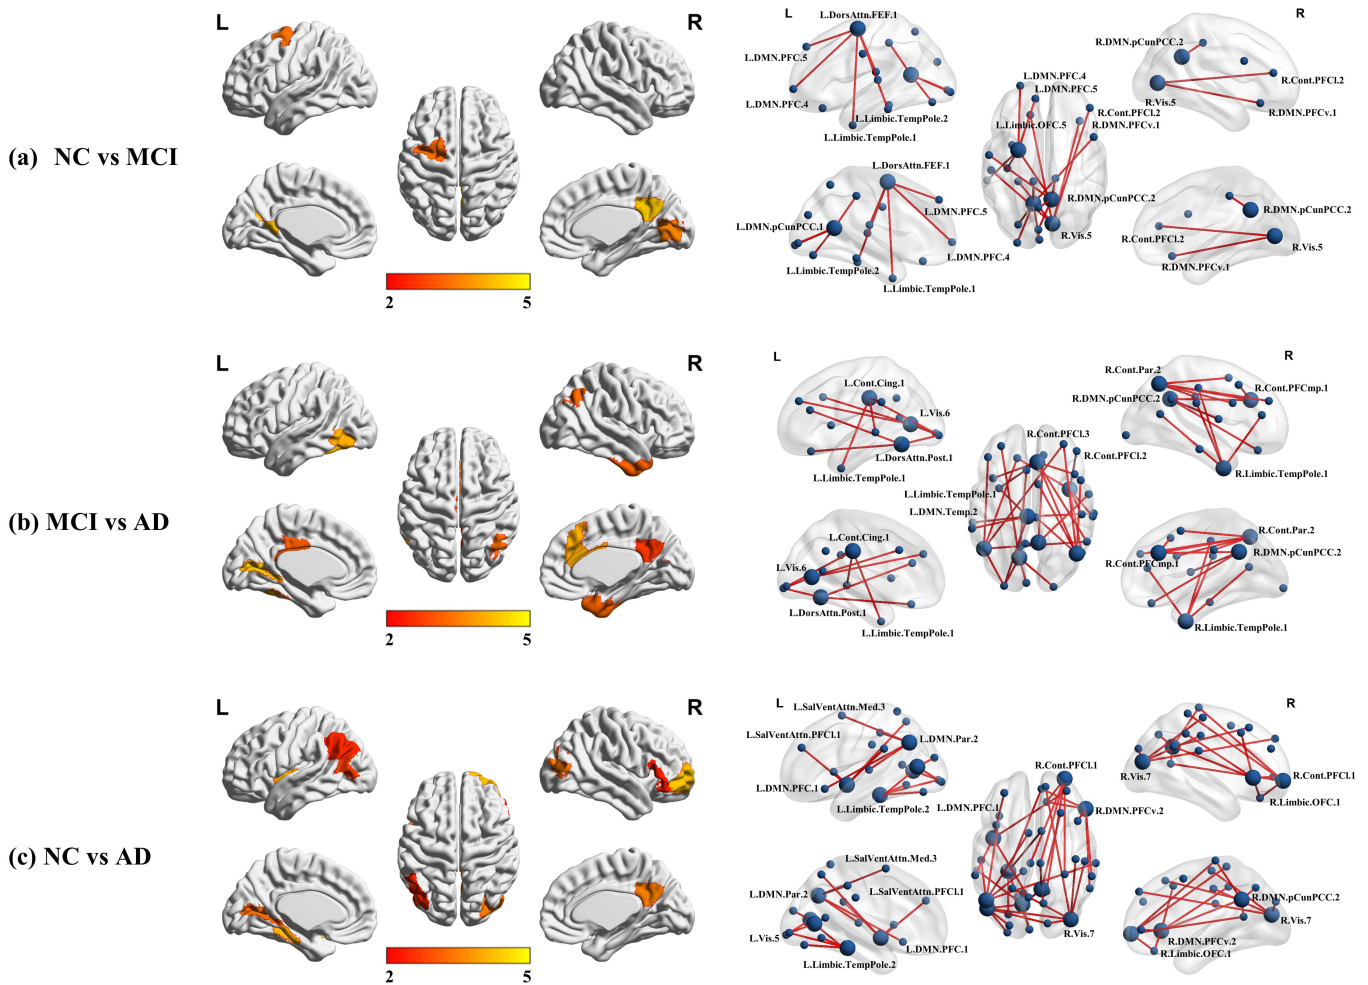 L
R
(a) NC vs MCI
2
5
L
R
L.DorsAttn.FEF.1
L.DMN.PFC.5
L.DMN.PFC.4
L.Limbic.TempPole.2
L.Limbic.TempPole.1
L.DMN.PFC.4
L.DMN.PFC.5
R.Cont.PFCl.2
L.Limbic.OFC.5
R.DMN.PFCv.1
R.DMN.pCunPCC.2
R.Vis.5
R.DMN.pCunPCC.2
R.Cont.PFCl.2
R.Vis.5
R.DMN.PFCv.1
L.DorsAttn.FEF.1
L.DMN.PFC.5
L.DMN.pCunPCC.1
L.DMN.PFC.4
L.Limbic.TempPole.2
L.Limbic.TempPole.1
R.DMN.pCunPCC.2
R.Cont.PFCl.2
R.Vis.5
R.DMN.PFCv.1
L
R
(b) MCI vs AD
2
5
L
R
L.Cont.Cing.1
L.Vis.6
L.DorsAttn.Post.1
L.Limbic.TempPole.1
R.Cont.PFCl.3
R.Cont.PFCl.2
L.Limbic.TempPole.1
L.DMN.Temp.2
R.Cont.Par.2
R.Cont.PFCmp.1
R.DMN.pCunPCC.2
R.Limbic.TempPole.1
L.Cont.Cing.1
L.Vis.6
L.DorsAttn.Post.1
L.Limbic.TempPole.1
R.Cont.Par.2
R.DMN.pCunPCC.2
R.Cont.PFCmp.1
R.Limbic.TempPole.1
L
R
(c) NC vs AD
2
5
L
R
L.SalVentAttn.Med.3
L.SalVentAttn.PFCl.1
L.DMN.Par.2
L.DMN.PFC.1
L.Limbic.TempPole.2
R.Cont.PFCl.1
L.DMN.PFC.1
R.DMN.PFCv.2
R.Vis.7
R.Vis.7
R.Cont.PFCl.1
R.Limbic.OFC.1
L.SalVentAttn.Med.3
L.DMN.Par.2
L.SalVentAttn.PFCl.1
L.Vis.5
L.DMN.PFC.1
L.Limbic.TempPole.2
R.DMN.pCunPCC.2
R.Vis.7
R.DMN.PFCv.2
R.Limbic.OFC.1